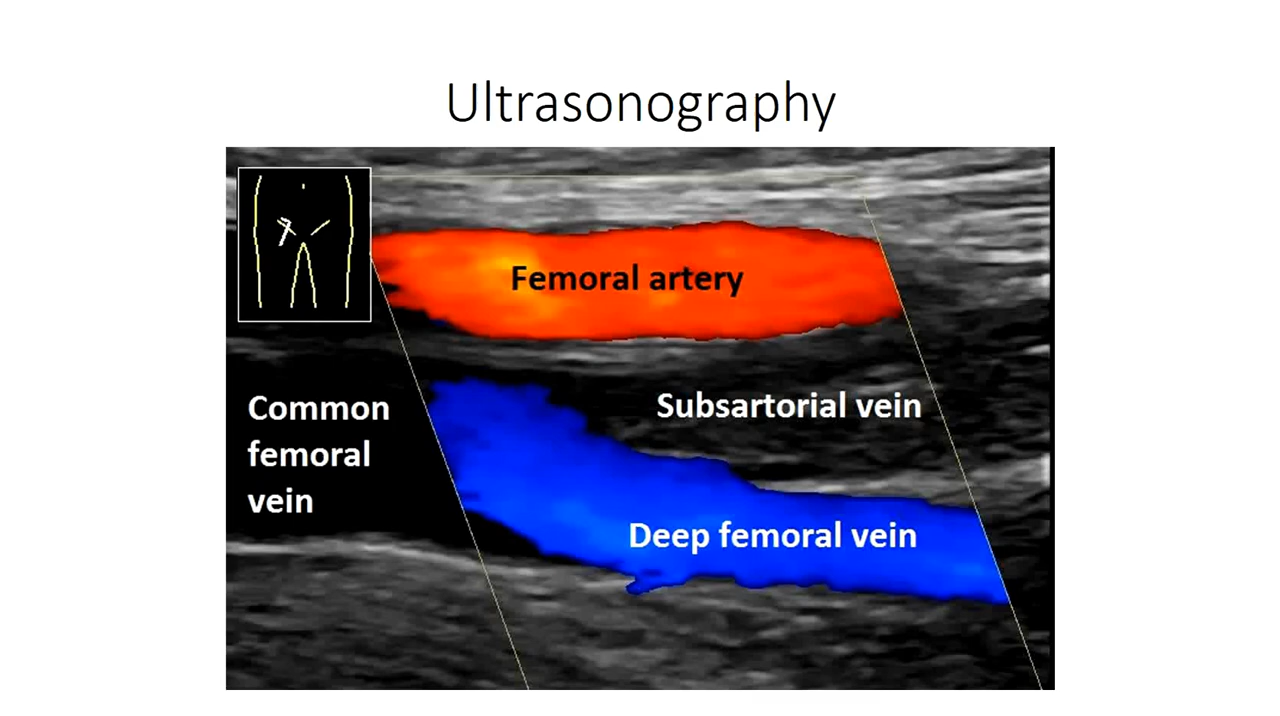 Ultrasonography
Femoral artery
Subsartorial vein
Common
femoral
vein
Deep femoral vein